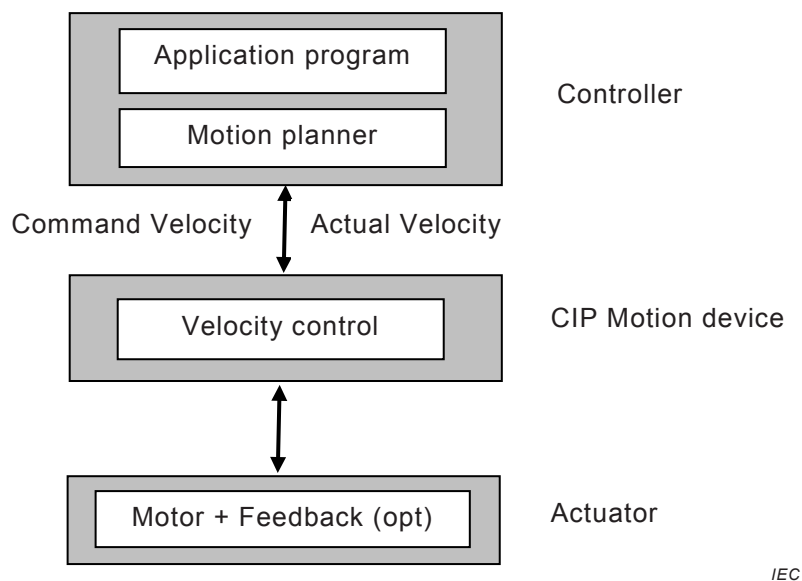 Application program
Controller
Motion planner
Command Velocity Actual Velocity
Velocity control
CIP Motion device
Motor + Feedback (opt)
Actuator
IEC